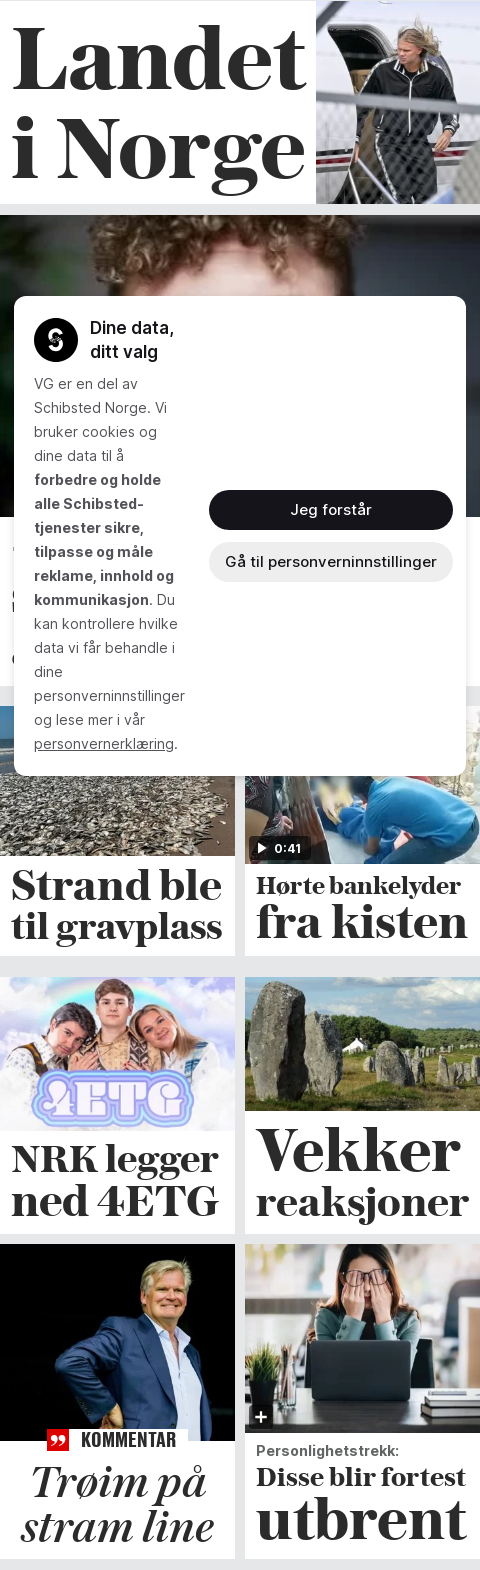 Landet
i Norge
Dine data,
ditt valg
VG er en del av
Schibsted Norge. Vi
bruker cookies og
dine data til å
forbedre og holde
alle Schibsted-
tjenester sikre,
tilpasse og måle
reklame, innhold og
kommunikasjon. Du
kan kontrollere hvilke
data vi får behandle i
dine
personverninnstillinger
og lese mer i vår
personvernerklæring.
Jeg forstår
Gå til personverninnstillinger
0:41
Strand ble
til gravplass
Hørte bankelyder
fra kisten
4ETG
NRK legger
ned 4ETG
Vekker
reaksjoner
KOMMENTAR
Trøim på
stram line
Personlighetstrekk:
Disse blir fortest
utbrent